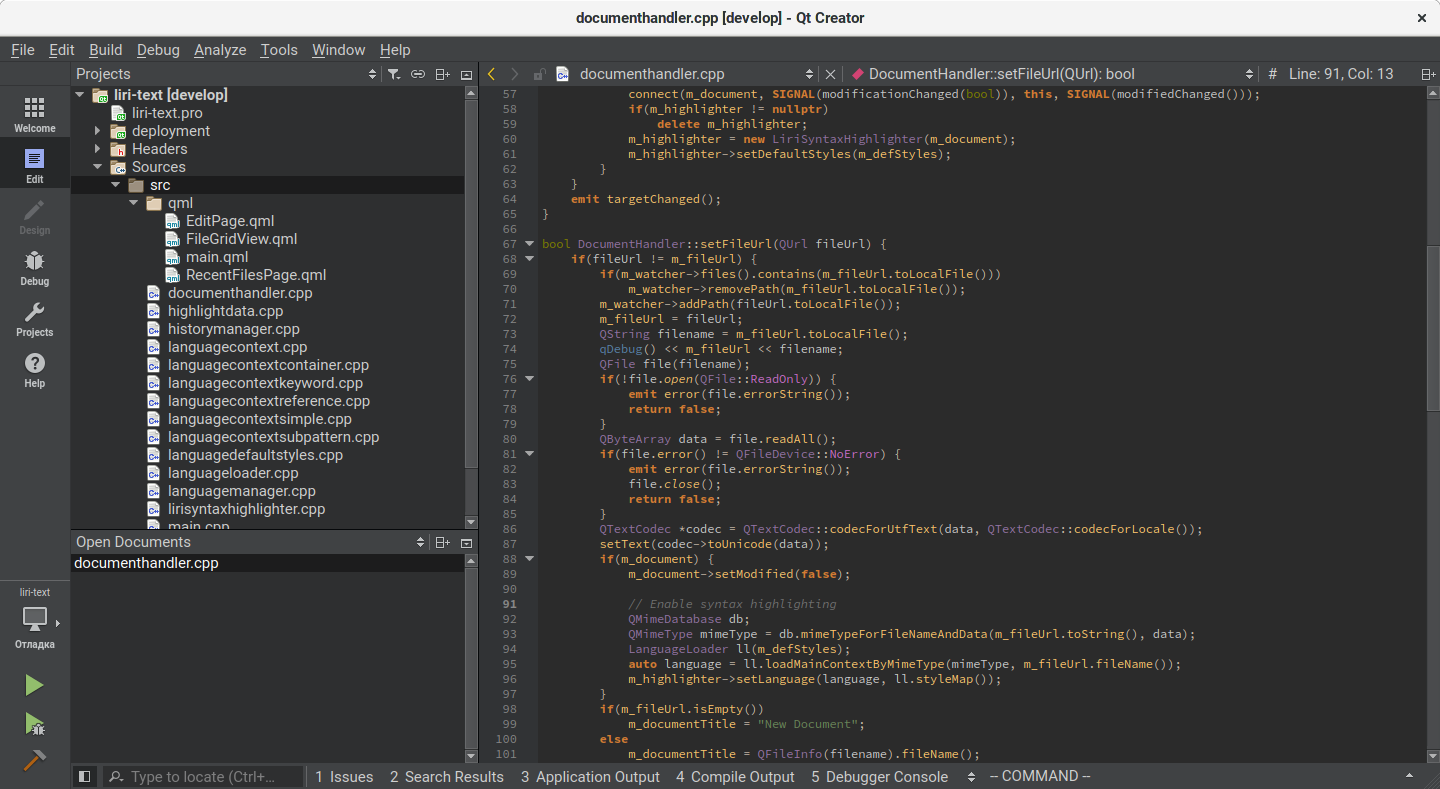 documenthandler.cpp [develop] - Qt Creator
File Edit Build Debug Analyze Tools Window Help
Projects
documenthandler.cpp
DocumentHandler::setFileUrl(QUrl): bool
# Line: 91, Col: 13
Welcome
Edit
Design
Debug
Projects
Help
liri-text
Отладка
liri-text [develop]
liri-text.pro
deployment
Headers
Sources
src
qml
EditPage.qml
FileGridView.qml
main.qml
RecentFilesPage.qml
documenthandler.cpp
highlightdata.cpp
historymanager.cpp
languagecontext.cpp
languagecontextcontainer.cpp
languagecontextkeyword.cpp
languagecontextreference.cpp
languagecontextsimple.cpp
languagecontextsubpattern.cpp
languagedefaultstyles.cpp
languageloader.cpp
languagemanager.cpp
lirisyntaxhighlighter.cpp
main.cpp
Open Documents
documenthandler.cpp
57 connect(m_document, SIGNAL(modificationChanged(bool)), this, SIGNAL(modifiedChanged()));
58 if(m_highlighter != nullptr)
59 delete m_highlighter;
60 m_highlighter = new LiriSyntaxHighlighter(m_document);
61 m_highlighter->setDefaultStyles(m_defStyles);
62 }
63 }
64 emit targetChanged();
65 }
66
67 bool DocumentHandler::setFileUrl(QUrl fileUrl) {
68 if(fileUrl != m_fileUrl) {
69 if(m_watcher->files().contains(m_fileUrl.toLocalFile()))
70 m_watcher->removePath(m_fileUrl.toLocalFile());
71 m_watcher->addPath(fileUrl.toLocalFile());
72 m_fileUrl = fileUrl;
73 QString filename = m_fileUrl.toLocalFile();
74 qDebug() << m_fileUrl << filename;
75 QFile file(filename);
76 if(!file.open(QFile::ReadOnly)) {
77 emit error(file.errorString());
78 return false;
79 }
80 QByteArray data = file.readAll();
81 if(file.error() != QFileDevice::NoError) {
82 emit error(file.errorString());
83 file.close();
84 return false;
85 }
86 QTextCodec *codec = QTextCodec::codecForUtfText(data, QTextCodec::codecForLocale());
87 setText(codec->toUnicode(data));
88 if(m_document) {
89 m_document->setModified(false);
90
91 // Enable syntax highlighting
92 QMimeDatabase db;
93 QMimeType mimeType = db.mimeTypeForFileNameAndData(m_fileUrl.toString(), data);
94 LanguageLoader ll(m_defStyles);
95 auto language = ll.loadMainContextByMimeType(mimeType, m_fileUrl.fileName());
96 m_highlighter->setLanguage(language, ll.styleMap());
97 }
98 if(m_fileUrl.isEmpty())
99 m_documentTitle = "New Document";
100 else
101 m_documentTitle = QFileInfo(filename).fileName();
Type to locate (Ctrl+...
1 Issues 2 Search Results 3 Application Output 4 Compile Output 5 Debugger Console
-- COMMAND --